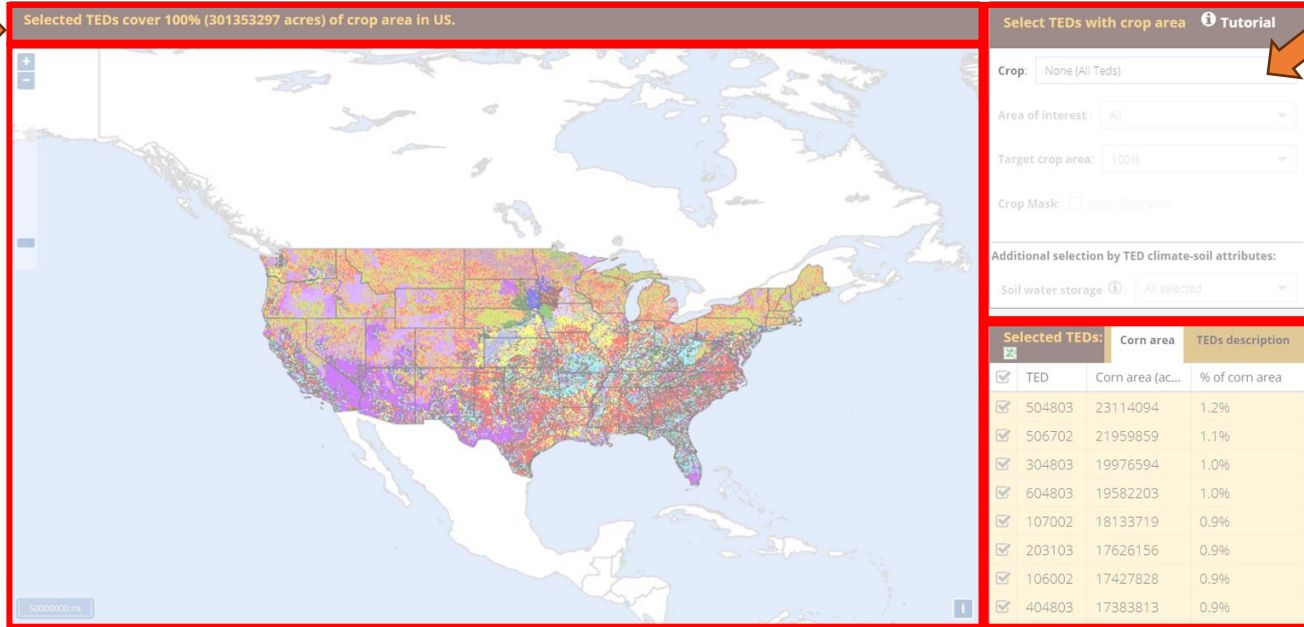 Selected TEDs cover 100% (301353297 acres) of crop area in US.
Select TEDs with crop area Tutorial
+
−
Crop: None (All Teds)
Area of interest : All
Target crop area: 100%
Crop Mask: Apply Crop Mask
Additional selection by TED climate-soil attributes:
Soil water storage i : All selected
Selected TEDs: Corn area TEDs description
TED Corn area (ac... % of corn area
504803 23114094 1.2%
506702 21959859 1.1%
304803 19976594 1.0%
604803 19582203 1.0%
107002 18133719 0.9%
203103 17626156 0.9%
106002 17427828 0.9%
404803 17383813 0.9%
50000000 mi
i